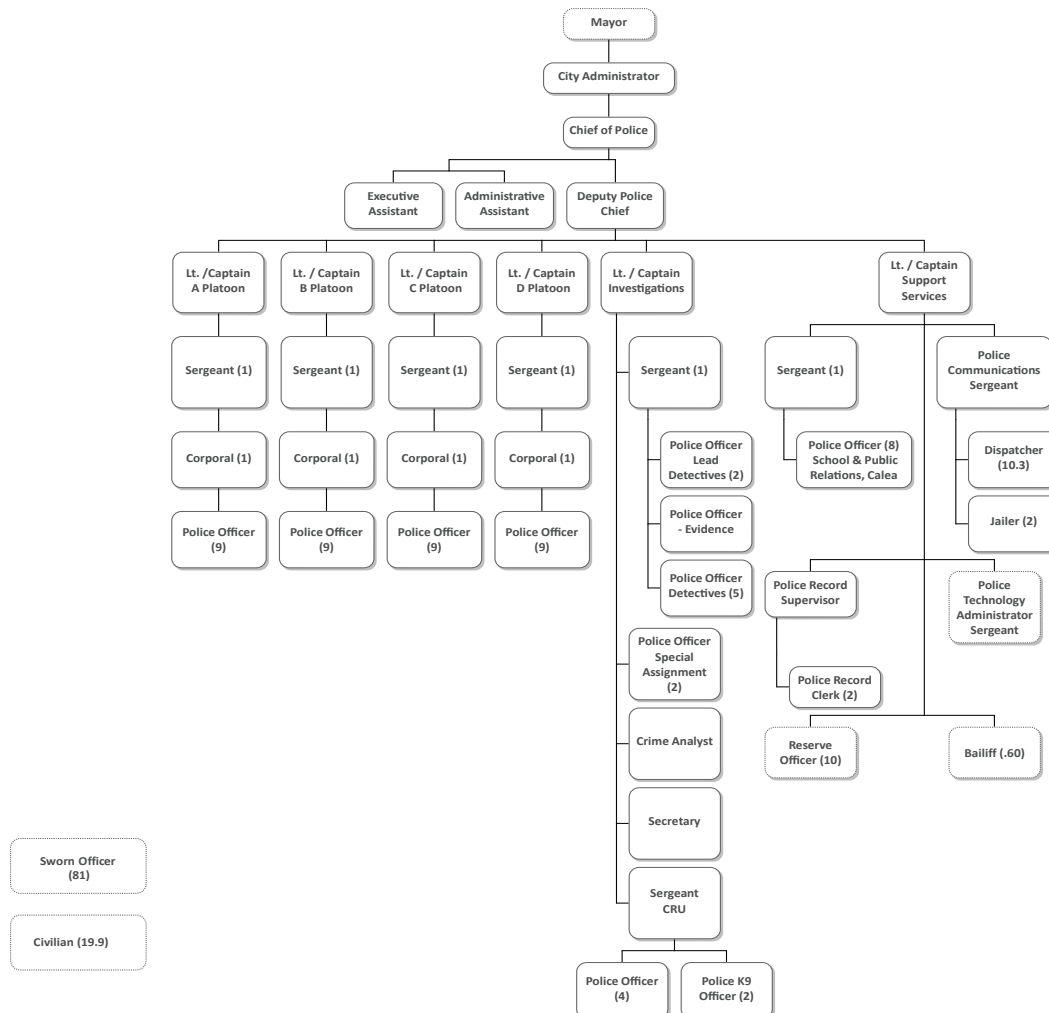 Mayor
City Administrator
Chief of Police
Executive
Assistant
Administrative
Assistant
Deputy Police
Chief
Lt. /Captain
A Platoon
Lt. /Captain
B Platoon
Lt. / Captain
C Platoon
Lt. / Captain
D Platoon
Lt. / Captain
Investigations
Lt. / Captain
Support
Services
Sergeant (1)
Sergeant (1)
Sergeant (1)
Sergeant (1)
Sergeant (1)
Sergeant (1)
Police
Communications
Sergeant
Corporal (1)
Corporal (1)
Corporal (1)
Corporal (1)
Police Officer
Lead
Detectives (2)
Police Officer (8)
School & Public
Relations, Calea
Dispatcher
(10.3)
Police Officer
(9)
Police Officer
(9)
Police Officer
(9)
Police Officer
(9)
Police Officer
- Evidence
Jailer (2)
Police Officer
Detectives (5)
Police Record
Supervisor
Police
Technology
Administrator
Sergeant
Police Officer
Special
Assignment
(2)
Police Record
Clerk (2)
Crime Analyst
Reserve
Officer (10)
Bailiff (.60)
Secretary
Sworn Officer
(81)
Sergeant
CRU
Civilian (19.9)
Police Officer
(4)
Police K9
Officer (2)